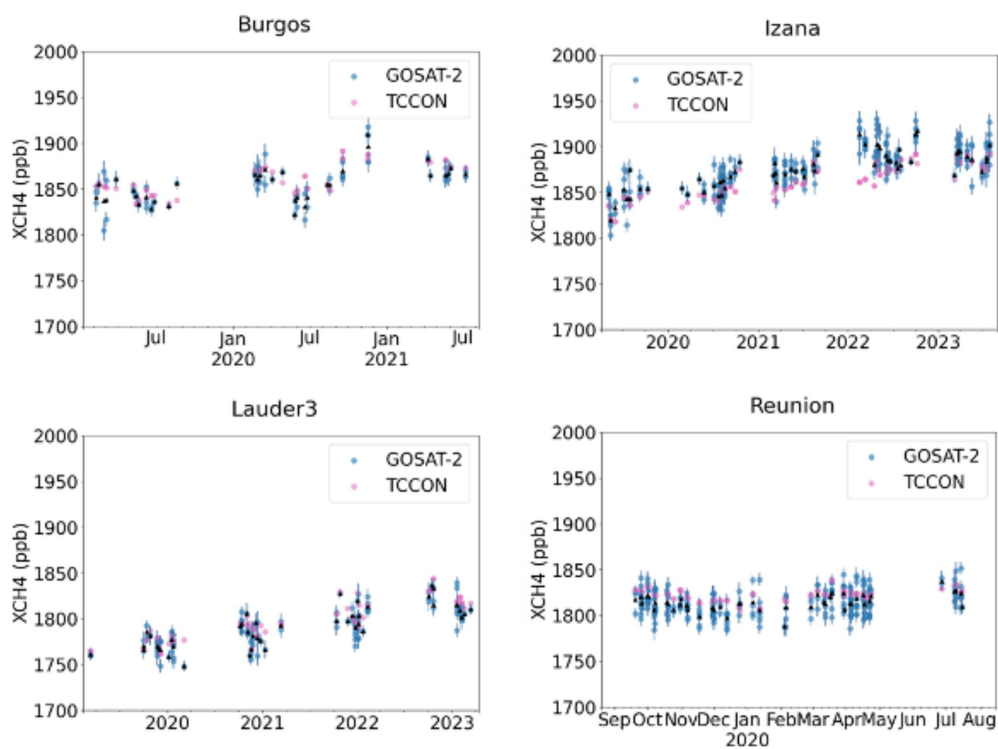 Burgos
2000
1950
1900
1850
1800
1750
1700
XCH4 (ppb)
GOSAT-2
TCCON
Jul Jan Jul Jan Jul
2020 2021
Izana
2000
1950
1900
1850
1800
1750
1700
XCH4 (ppb)
GOSAT-2
TCCON
2020 2021 2022 2023
Lauder3
2000
1950
1900
1850
1800
1750
1700
XCH4 (ppb)
GOSAT-2
TCCON
2020 2021 2022 2023
Reunion
2000
1950
1900
1850
1800
1750
1700
XCH4 (ppb)
GOSAT-2
TCCON
Sep Oct Nov Dec Jan Feb Mar Apr May Jun Jul Aug
2020